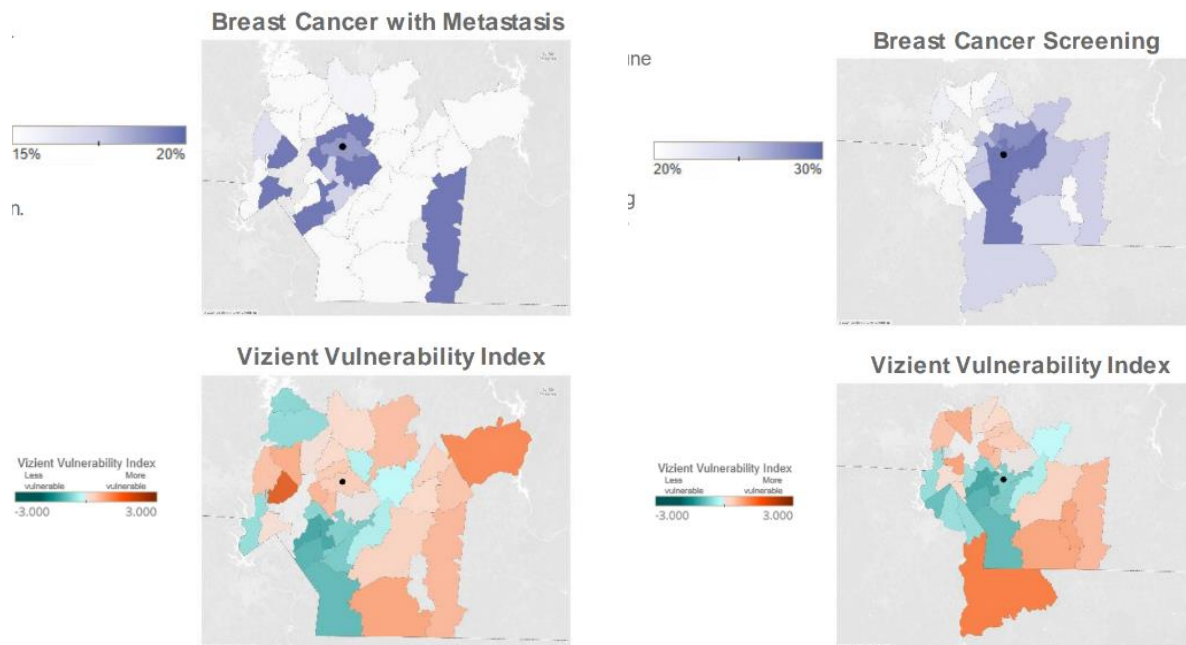 Breast Cancer with Metastasis
15% 20%
n.
Breast Cancer Screening
ine
20% 30%
g
Vizient Vulnerability Index
Vizient Vulnerability Index
Less More
vulnerable vulnerable
-3.000 3.000
Vizient Vulnerability Index
Vizient Vulnerability Index
Less More
vulnerable vulnerable
-3.000 3.000